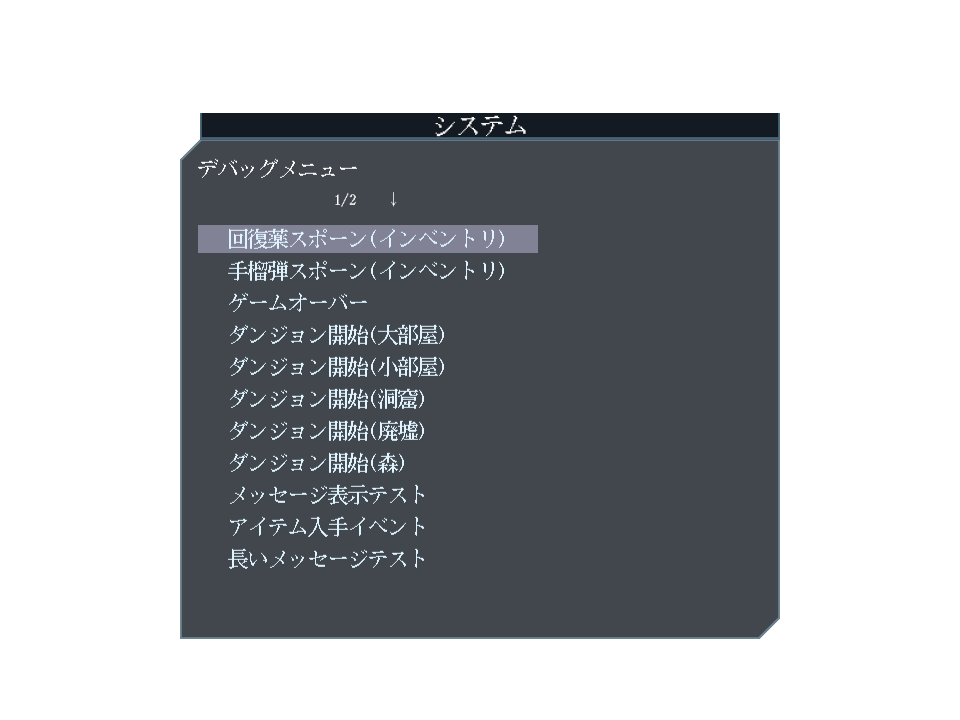 システム
デバッグメニュー
1/2 ↓
回復薬スポーン(インベントリ)
手榴弾スポーン(インベントリ)
ゲームオーバー
ダンジョン開始(大部屋)
ダンジョン開始(小部屋)
ダンジョン開始(洞窟)
ダンジョン開始(廃墟)
ダンジョン開始(森)
メッセージ表示テスト
アイテム入手イベント
長いメッセージテスト